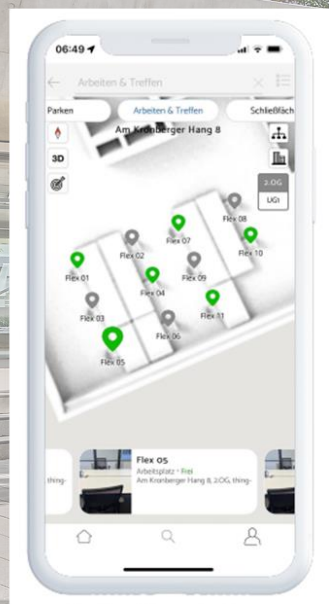 06:49
Arbeiten & Treffen
Parken
Arbeiten & Treffen
Schließfäch
Am Kronberger Hang 8
3D
2.OG
UG1
Flex 08
Flex 07
Flex 02
Flex 10
Flex 01
Flex 09
Flex 04
Flex 03
Flex 11
Flex 06
Flex 05
Flex 05
Arbeitsplatz - Frei
thing-
Am Kronberger Hang 8, 2.OG, thing-